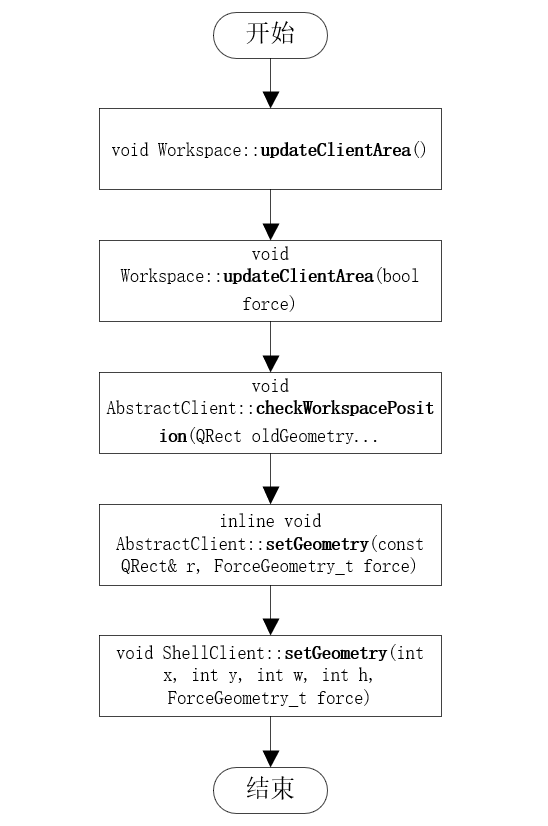 开始
void Workspace::updateClientArea()
void
Workspace::updateClientArea(bool
force)
void
AbstractClient::checkWorkspacePosit
ion(QRect oldGeometry...
inline void
AbstractClient::setGeometry(const
QRect& r, ForceGeometry_t force)
void ShellClient::setGeometry(int
x, int y, int w, int h,
ForceGeometry_t force)
结束